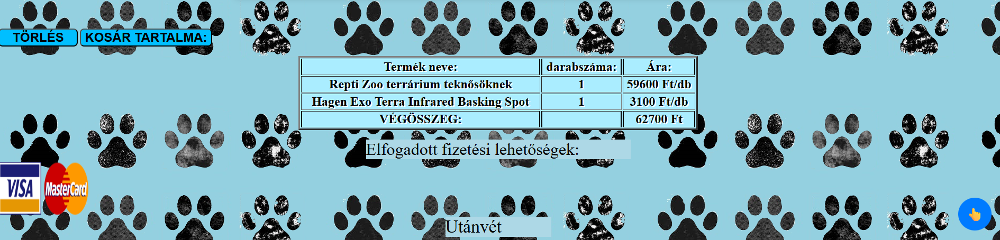 TÖRLÉS KOSÁR TARTALMA:
Termék neve: darabszáma: Ára:
Repti Zoo terrárium teknősöknek 1 59600 Ft/db
Hagen Exo Terra Infrared Basking Spot 1 3100 Ft/db
VÉGÖSSZEG: 62700 Ft
Elfogadott fizetési lehetőségek:
VISA MasterCard
Utánvét